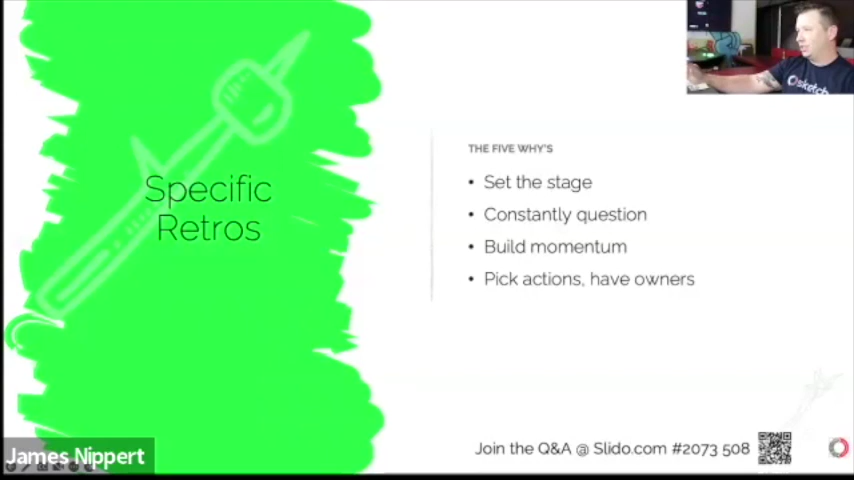 Specific
Retros
THE FIVE WHY'S
• Set the stage
• Constantly question
• Build momentum
• Pick actions, have owners
Join the Q&A @ Slido.com #2073 508
James Nippert
sketch